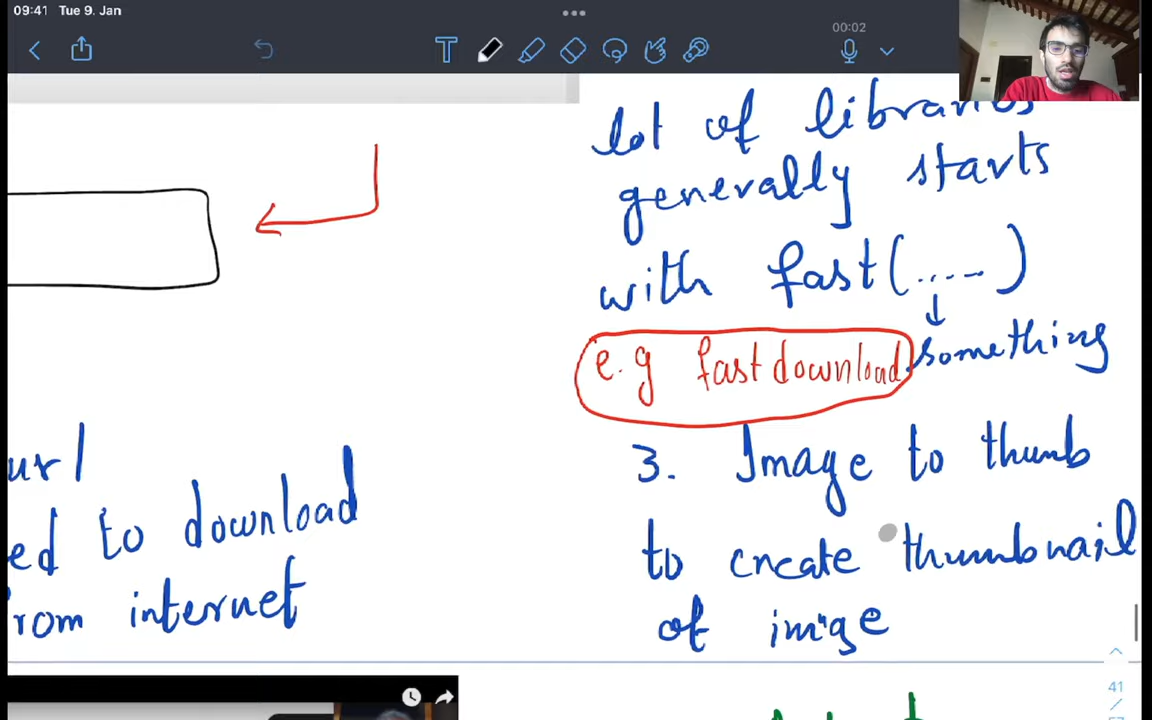 09:41 Tue 9. Jan
00:02
lot of libraries
generally starts
with fast(.....)
something
e.g fastdownload
3. Image to thumb
to create thumbnail
of image
url
ed to download
rom internet
41